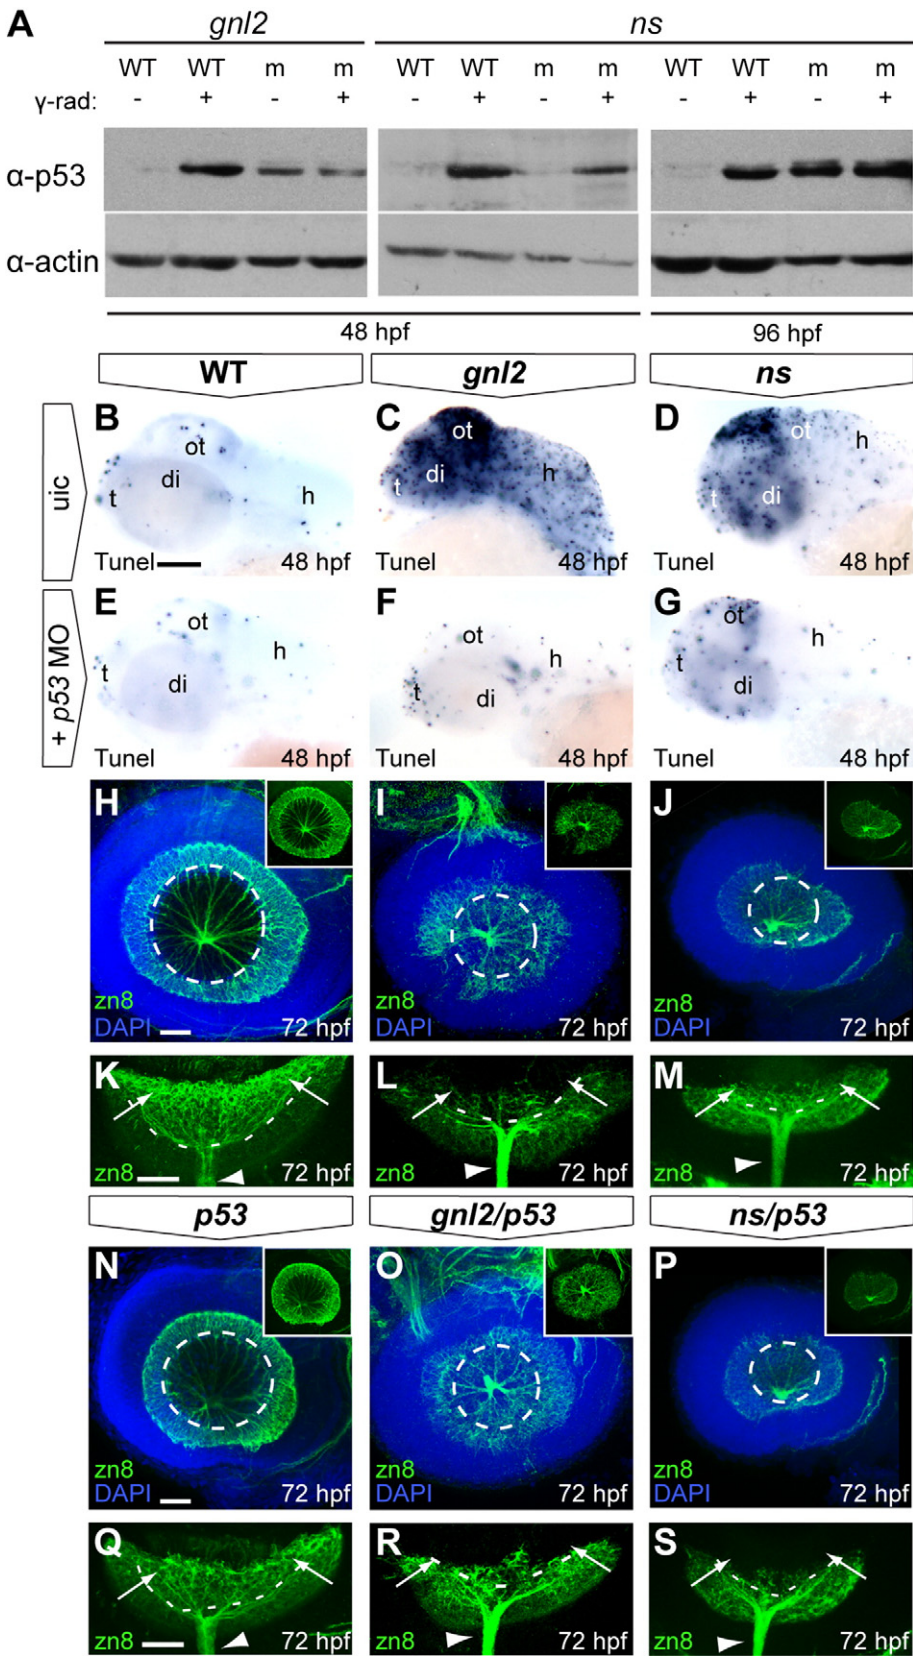 A
gnl2 ns
WT WT m m WT WT m m WT WT m m
γ-rad: - + - + - + - + - + - +
α-p53
α-actin
48 hpf 96 hpf
WT gnl2 ns
uic
B ot di t h Tunel 48 hpf
C ot di t h Tunel 48 hpf
D ot h t di Tunel 48 hpf
+ p53 MO
E ot h t di Tunel 48 hpf
F ot h t di Tunel 48 hpf
G ot h t di Tunel 48 hpf
H zn8 DAPI 72 hpf
I zn8 DAPI 72 hpf
J zn8 DAPI 72 hpf
K zn8 72 hpf
L zn8 72 hpf
M zn8 72 hpf
p53 gnl2/p53 ns/p53
N zn8 DAPI 72 hpf
O zn8 DAPI 72 hpf
P zn8 DAPI 72 hpf
Q zn8 72 hpf
R zn8 72 hpf
S zn8 72 hpf